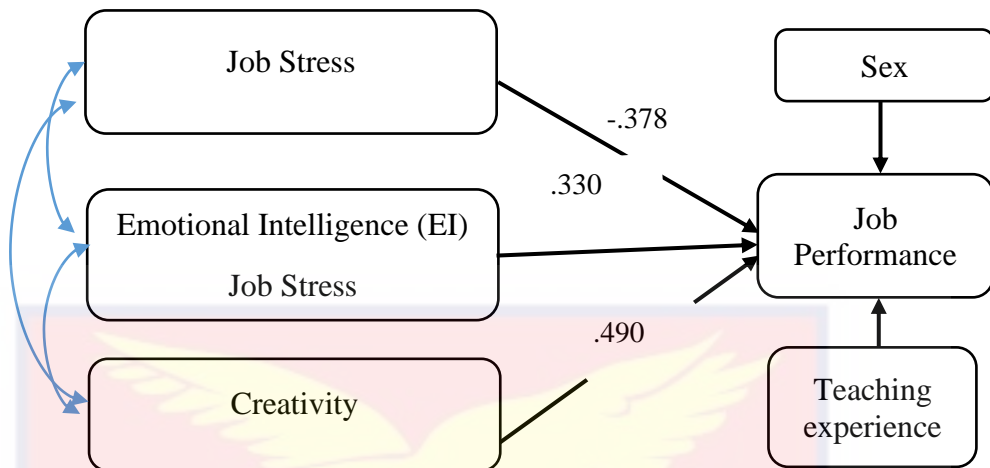 Job Stress
Sex
-.378
.330
Emotional Intelligence (EI)
Job Stress
Job
Performance
.490
Creativity
Teaching
experience